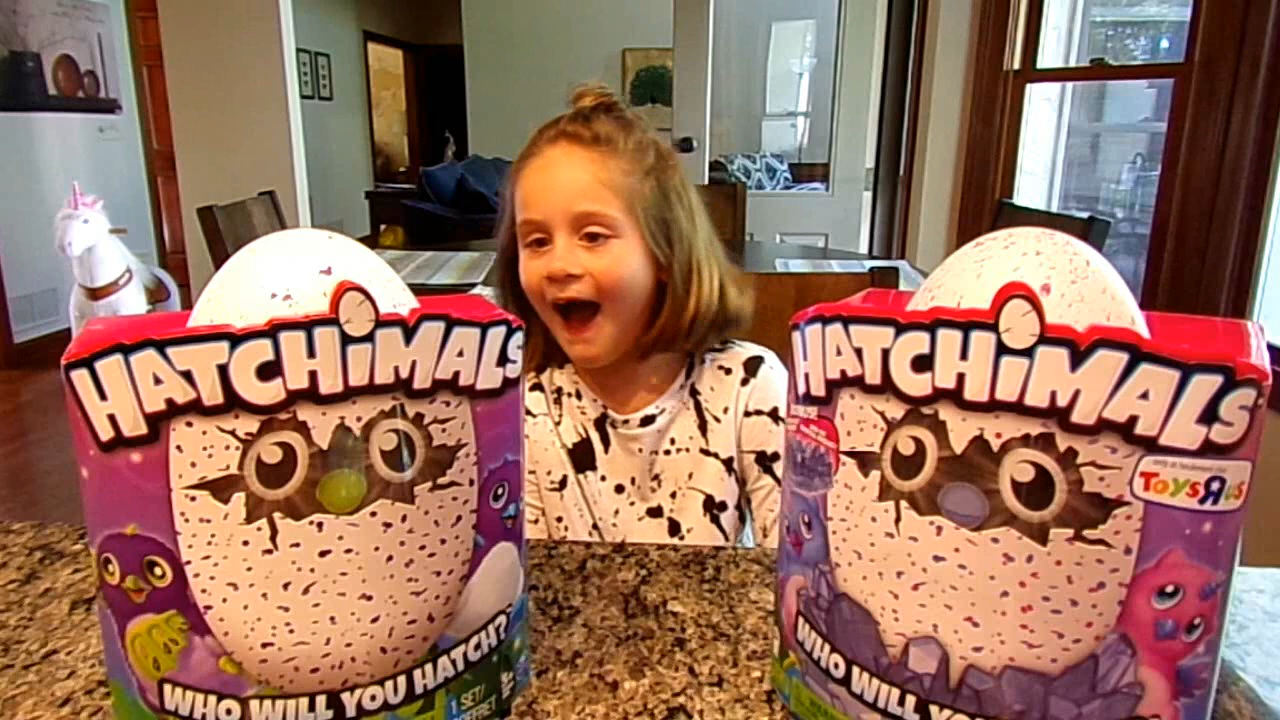 HATCHiMALS
WHO WILL YOU HATCH?
1 SET/
HATCHiMALS
ToysRus
WHO WILL YO